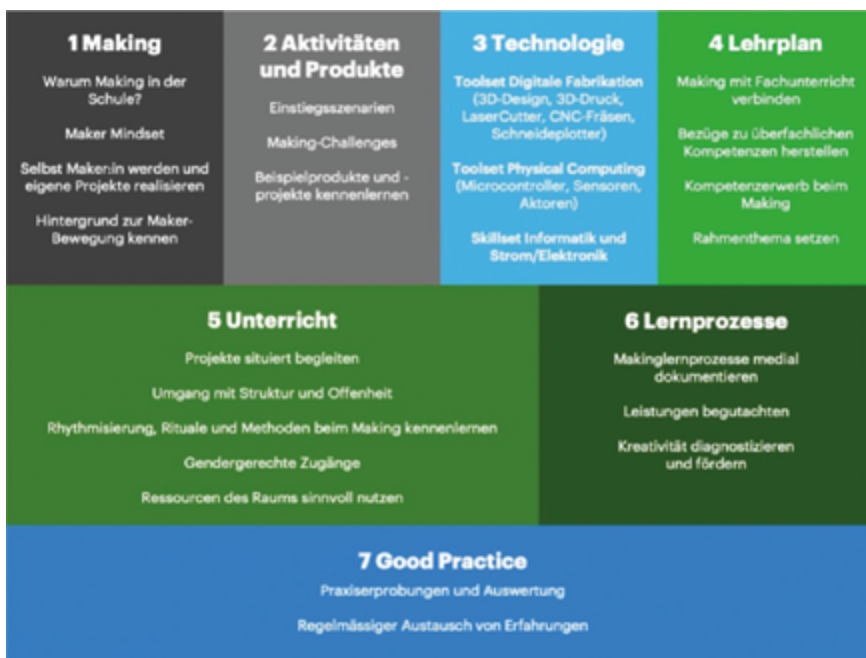 1 Making
Warum Making in der
Schule?
Maker Mindset
Selbst Maker:in werden und
eigene Projekte realisieren
Hintergrund zur Maker-
Bewegung kennen
2 Aktivitäten
und Produkte
Einstiegsszenarien
Making-Challenges
Beispielprodukte und -
projekte kennenlernen
3 Technologie
Toolset Digitale Fabrikation
(3D-Design, 3D-Druck,
LaserCutter, CNC-Fräsen,
Schneideplotter)
Toolset Physical Computing
(Microcontroller, Sensoren,
Aktoren)
Skillset Informatik und
Strom/Elektronik
4 Lehrplan
Making mit Fachunterricht
verbinden
Bezüge zu überfachlichen
Kompetenzen herstellen
Kompetenzerwerb beim
Making
Rahmenthema setzen
5 Unterricht
Projekte situiert begleiten
Umgang mit Struktur und Offenheit
Rhythmisierung, Rituale und Methoden beim Making kennenlernen
Gendergerechte Zugänge
Ressourcen des Raums sinnvoll nutzen
6 Lernprozesse
Makinglernprozesse medial
dokumentieren
Leistungen begutachten
Kreativität diagnostizieren
und fördern
7 Good Practice
Praxiserprobungen und Auswertung
Regelmässiger Austausch von Erfahrungen